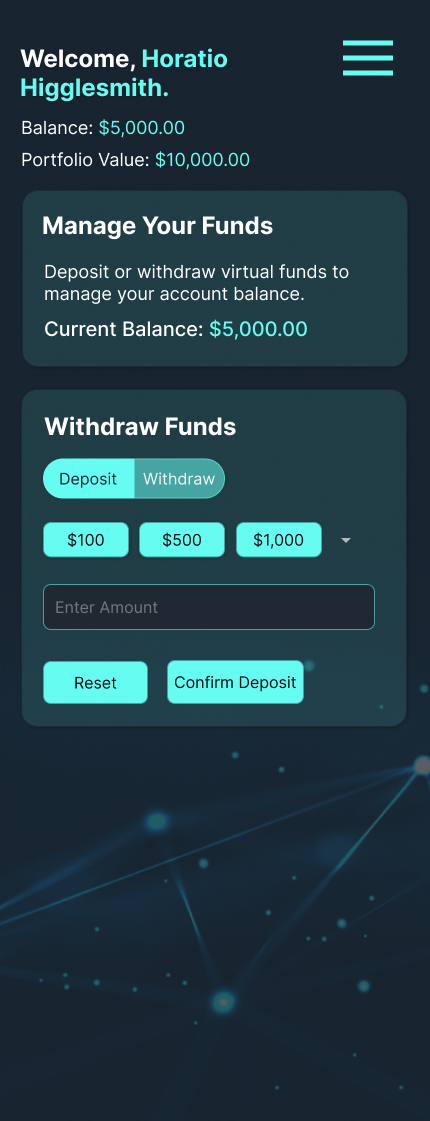 Welcome, Horatio
Higglesmith.
Balance: $5,000.00
Portfolio Value: $10,000.00
Manage Your Funds
Deposit or withdraw virtual funds to
manage your account balance.
Current Balance: $5,000.00
Withdraw Funds
Deposit Withdraw
$100 $500 $1,000
Enter Amount
Reset Confirm Deposit